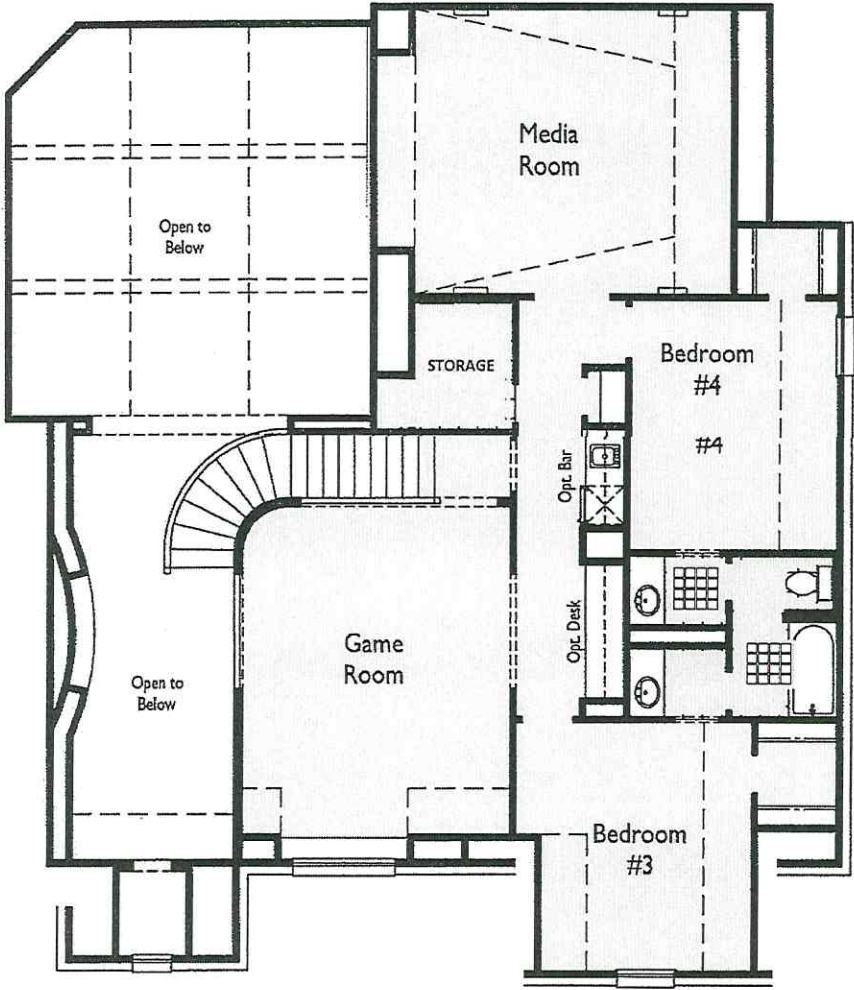 Media
Room
Open to
Below
STORAGE
Bedroom
#4
#4
Opt. Bar
Opt. Desk
Game
Room
Open to
Below
Bedroom
#3